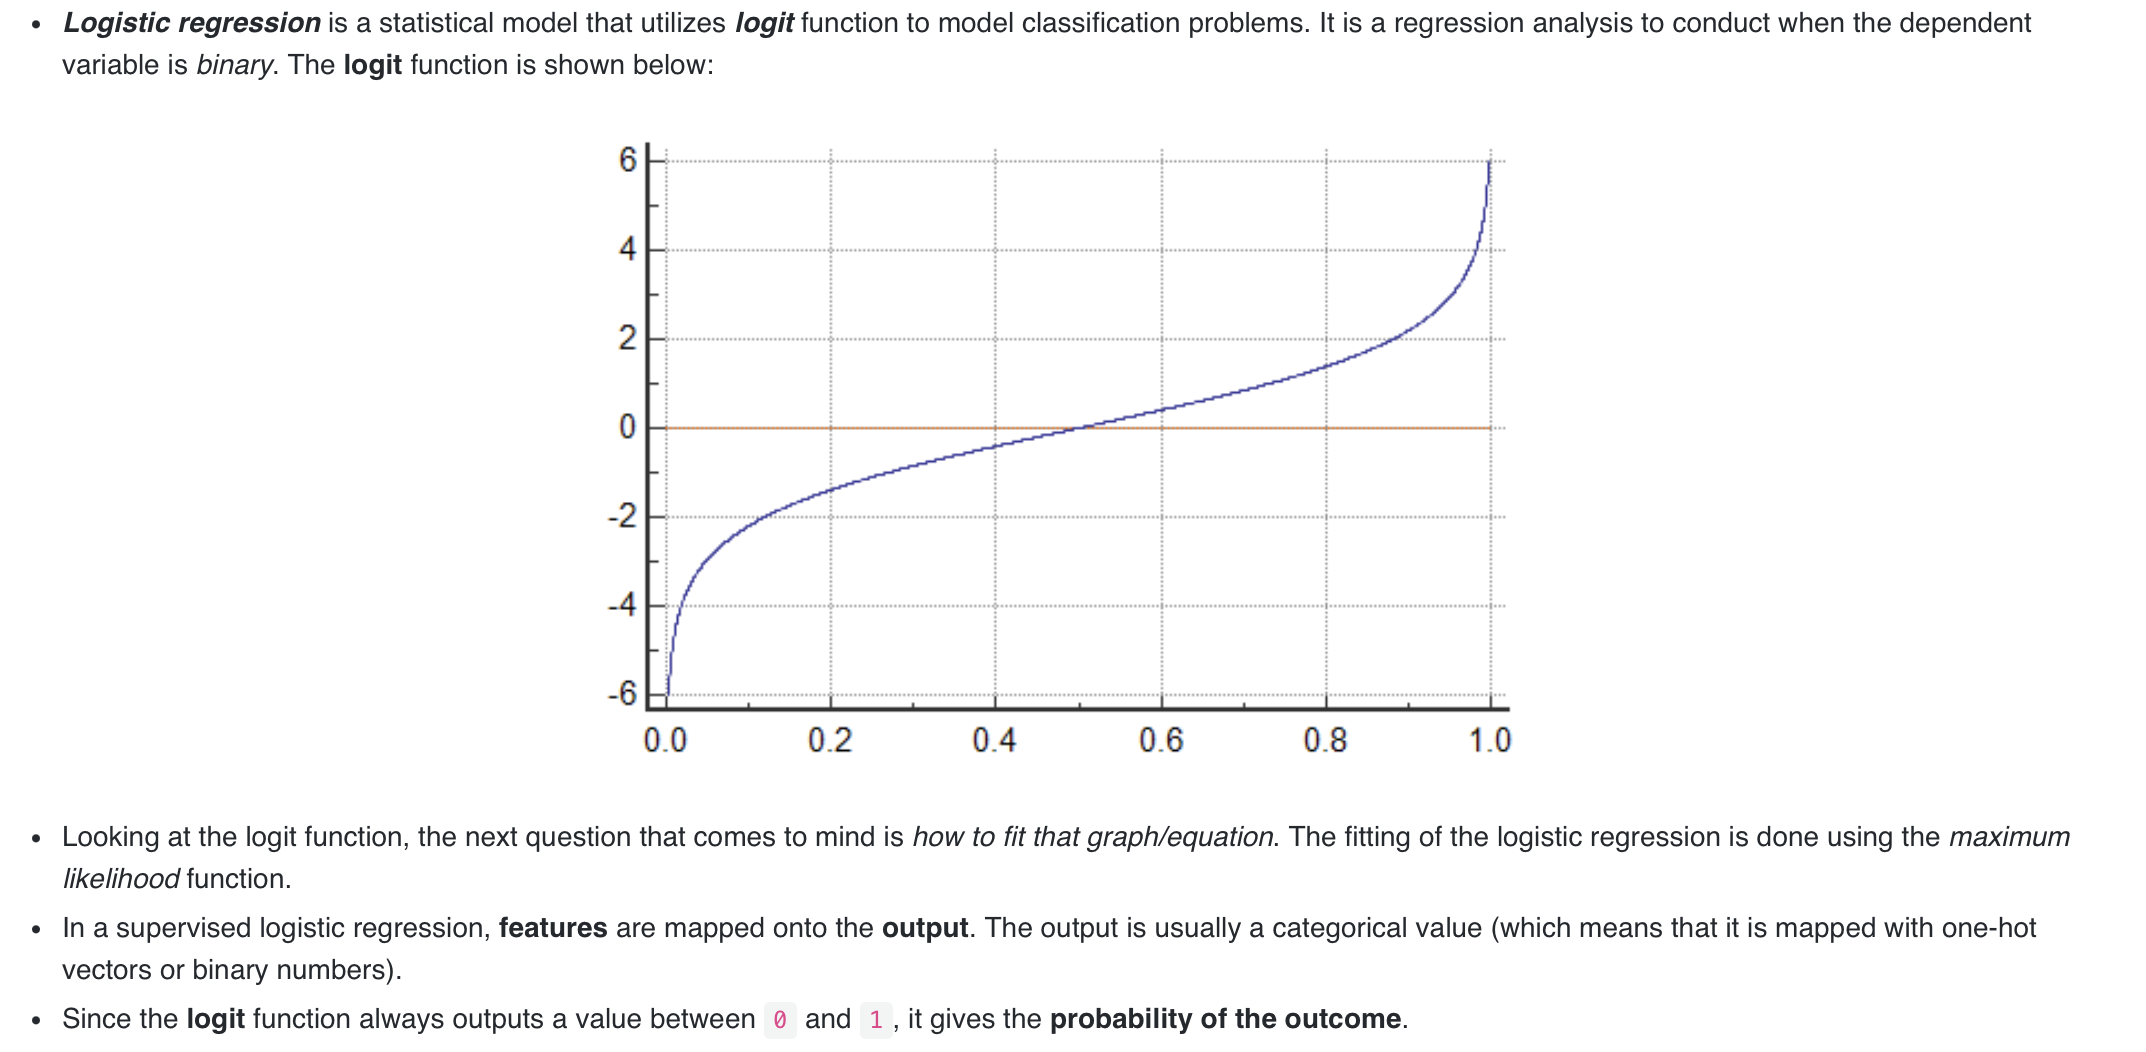 • Logistic regression is a statistical model that utilizes logit function to model classification problems. It is a regression analysis to conduct when the dependent
variable is binary. The logit function is shown below:
6
4
2
0
-2
-4
-6
0.0 0.2 0.4 0.6 0.8 1.0
• Looking at the logit function, the next question that comes to mind is how to fit that graph/equation. The fitting of the logistic regression is done using the maximum
likelihood function.
• In a supervised logistic regression, features are mapped onto the output. The output is usually a categorical value (which means that it is mapped with one-hot
vectors or binary numbers).
• Since the logit function always outputs a value between 0 and 1, it gives the probability of the outcome.